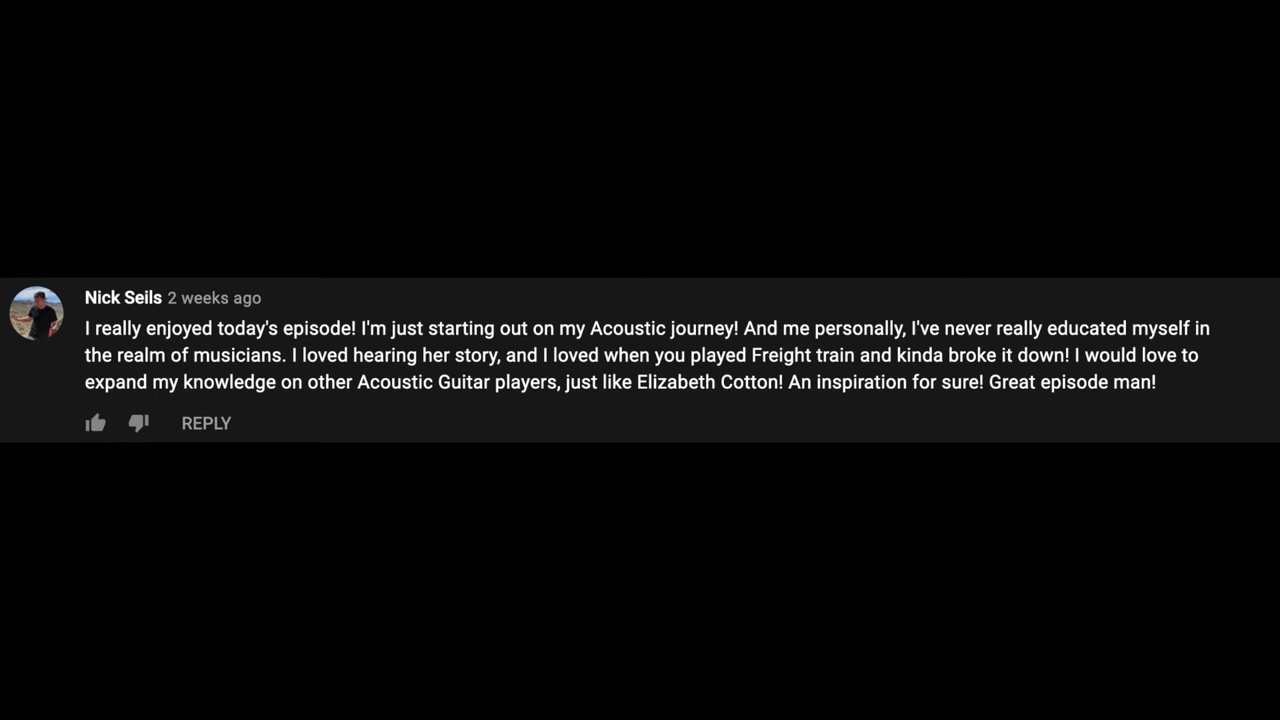 Nick Seils 2 weeks ago
I really enjoyed today's episode! I'm just starting out on my Acoustic journey! And me personally, I've never really educated myself in
the realm of musicians. I loved hearing her story, and I loved when you played Freight train and kinda broke it down! I would love to
expand my knowledge on other Acoustic Guitar players, just like Elizabeth Cotton! An inspiration for sure! Great episode man!
REPLY